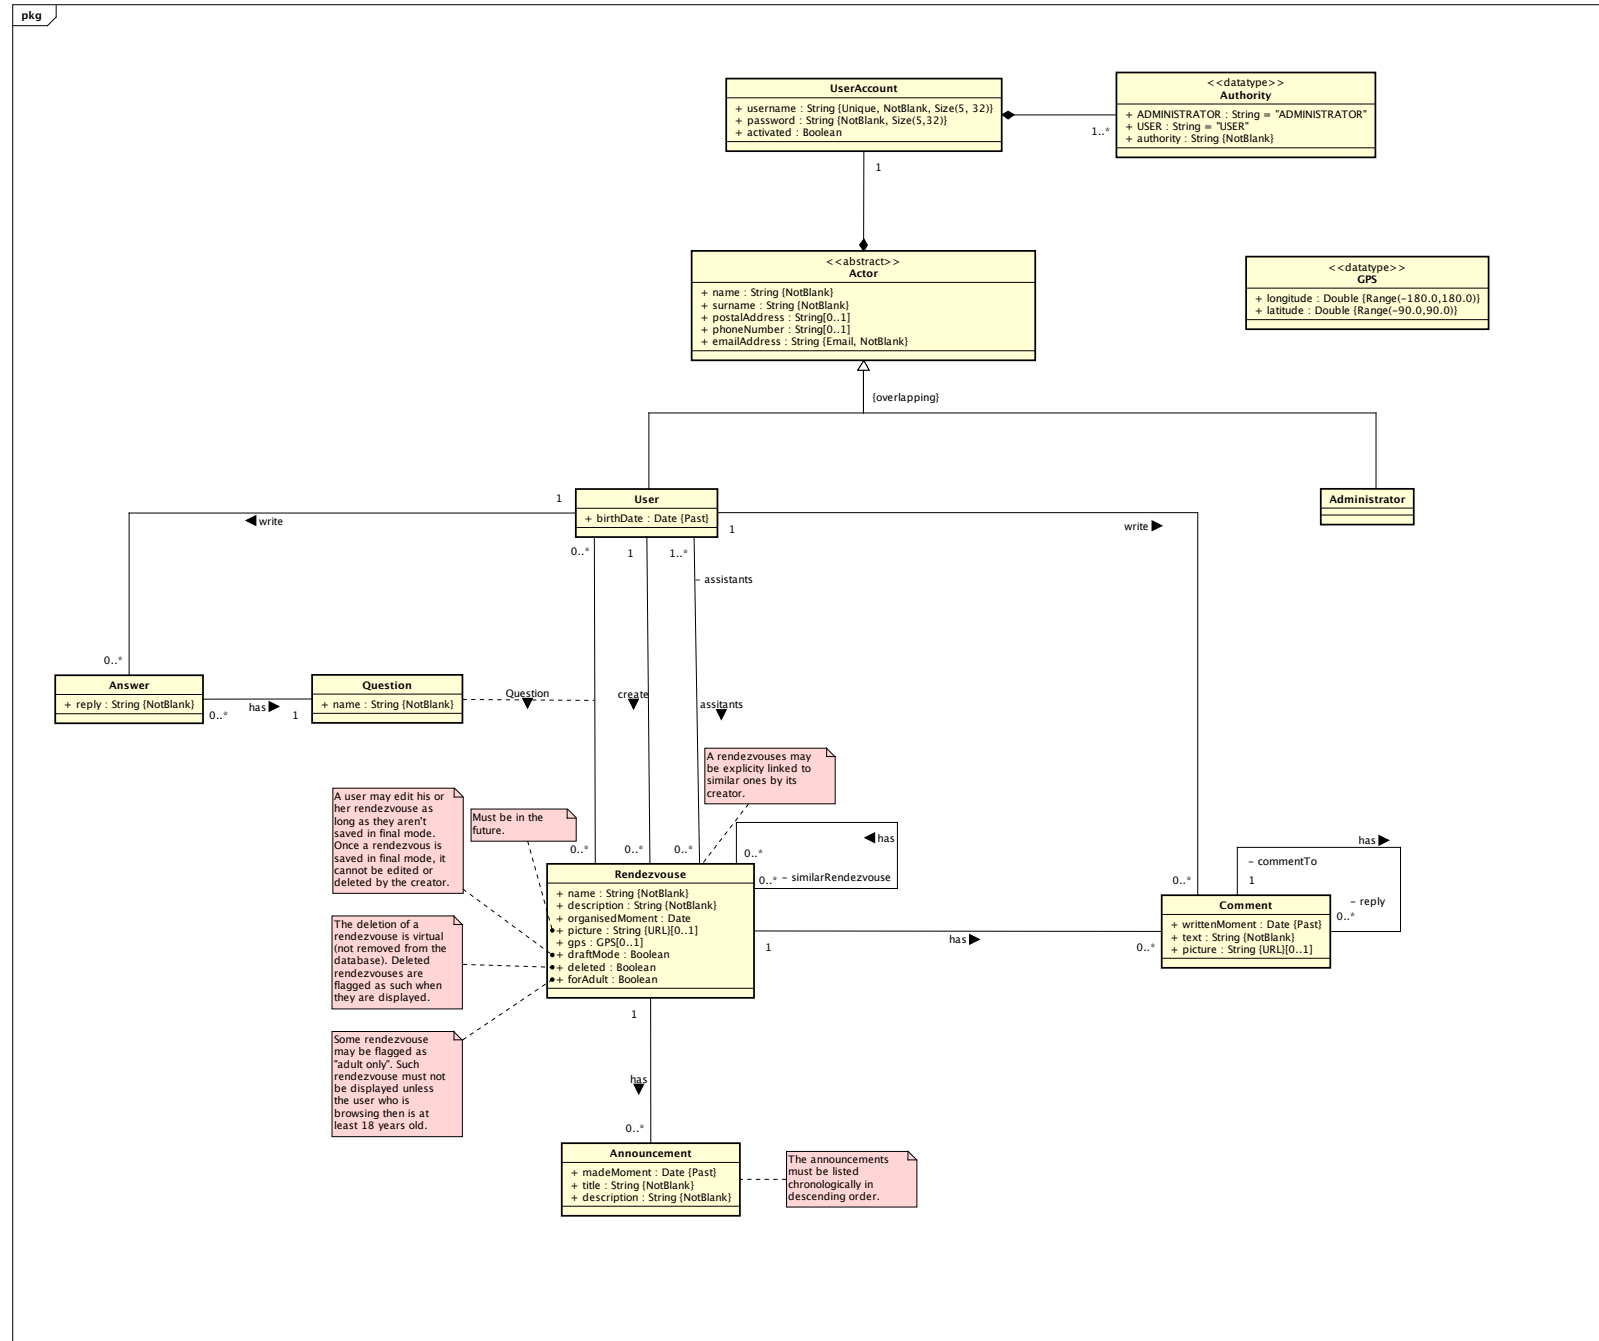 pkg
UserAccount
+ username : String {Unique, NotBlank, Size(5, 32)}
+ password : String {NotBlank, Size(5,32)}
+ activated : Boolean
<<datatype>>
Authority
+ ADMINISTRATOR : String = "ADMINISTRATOR"
+ USER : String = "USER"
+ authority : String {NotBlank}
1..*
1
<<abstract>>
Actor
+ name : String {NotBlank}
+ surname : String {NotBlank}
+ postalAddress : String[0..1]
+ phoneNumber : String[0..1]
+ emailAddress : String {Email, NotBlank}
<<datatype>>
GPS
+ longitude : Double {Range(-180.0,180.0)}
+ latitude : Double {Range(-90.0,90.0)}
{overlapping}
User
+ birthDate : Date {Past}
Administrator
1
write
1
write
0..*
1
1..*
- assistants
0..*
Answer
+ reply : String {NotBlank}
0..*
has
1
Question
+ name : String {NotBlank}
Question
create
assitants
A rendezvouses may
be explicity linked to
similar ones by its
creator.
A user may edit his or
her rendezvouse as
long as they aren't
saved in final mode.
Once a rendezvous is
saved in final mode, it
cannot be edited or
deleted by the creator.
Must be in the
future.
0..*
0..*
0..*
0..*
has
0..*
- similarRendezvouse
Rendezvouse
+ name : String {NotBlank}
+ description : String {NotBlank}
+ organisedMoment : Date
+ picture : String {URL}[0..1]
+ gps : GPS[0..1]
+ draftMode : Boolean
+ deleted : Boolean
+ forAdult : Boolean
The deletion of a
rendezvouse is virtual
(not removed from the
database). Deleted
rendezvouses are
flagged as such when
they are displayed.
Some rendezvouse
may be flagged as
"adult only". Such
rendezvouse must not
be displayed unless
the user who is
browsing then is at
least 18 years old.
1
has
0..*
0..*
has
- commentTo
1
- reply
0..*
Comment
+ writtenMoment : Date {Past}
+ text : String {NotBlank}
+ picture : String {URL}[0..1]
1
has
0..*
Announcement
+ madeMoment : Date {Past}
+ title : String {NotBlank}
+ description : String {NotBlank}
The announcements
must be listed
chronologically in
descending order.